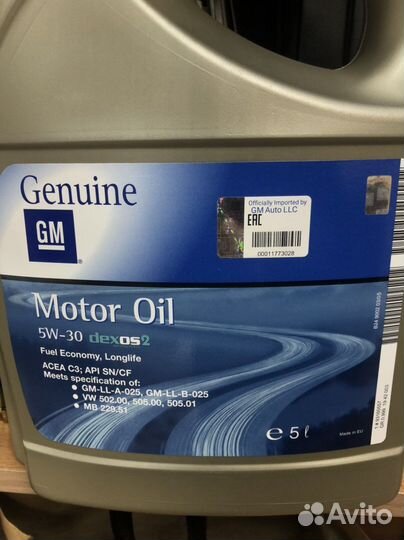 Genuine
GM
Officially Imported by
GM Auto LLC
EAC
00011773028
Motor Oil
5W-30 dexos2
Fuel Economy, Longlife
ACEA C3; API SN/CF
Meets specification of:
• GM-LL-A-025, GM-LL-B-025
• VW 502.00, 505.00, 505.01
• MB 229.51
e 5 l
Made in EU
Avito